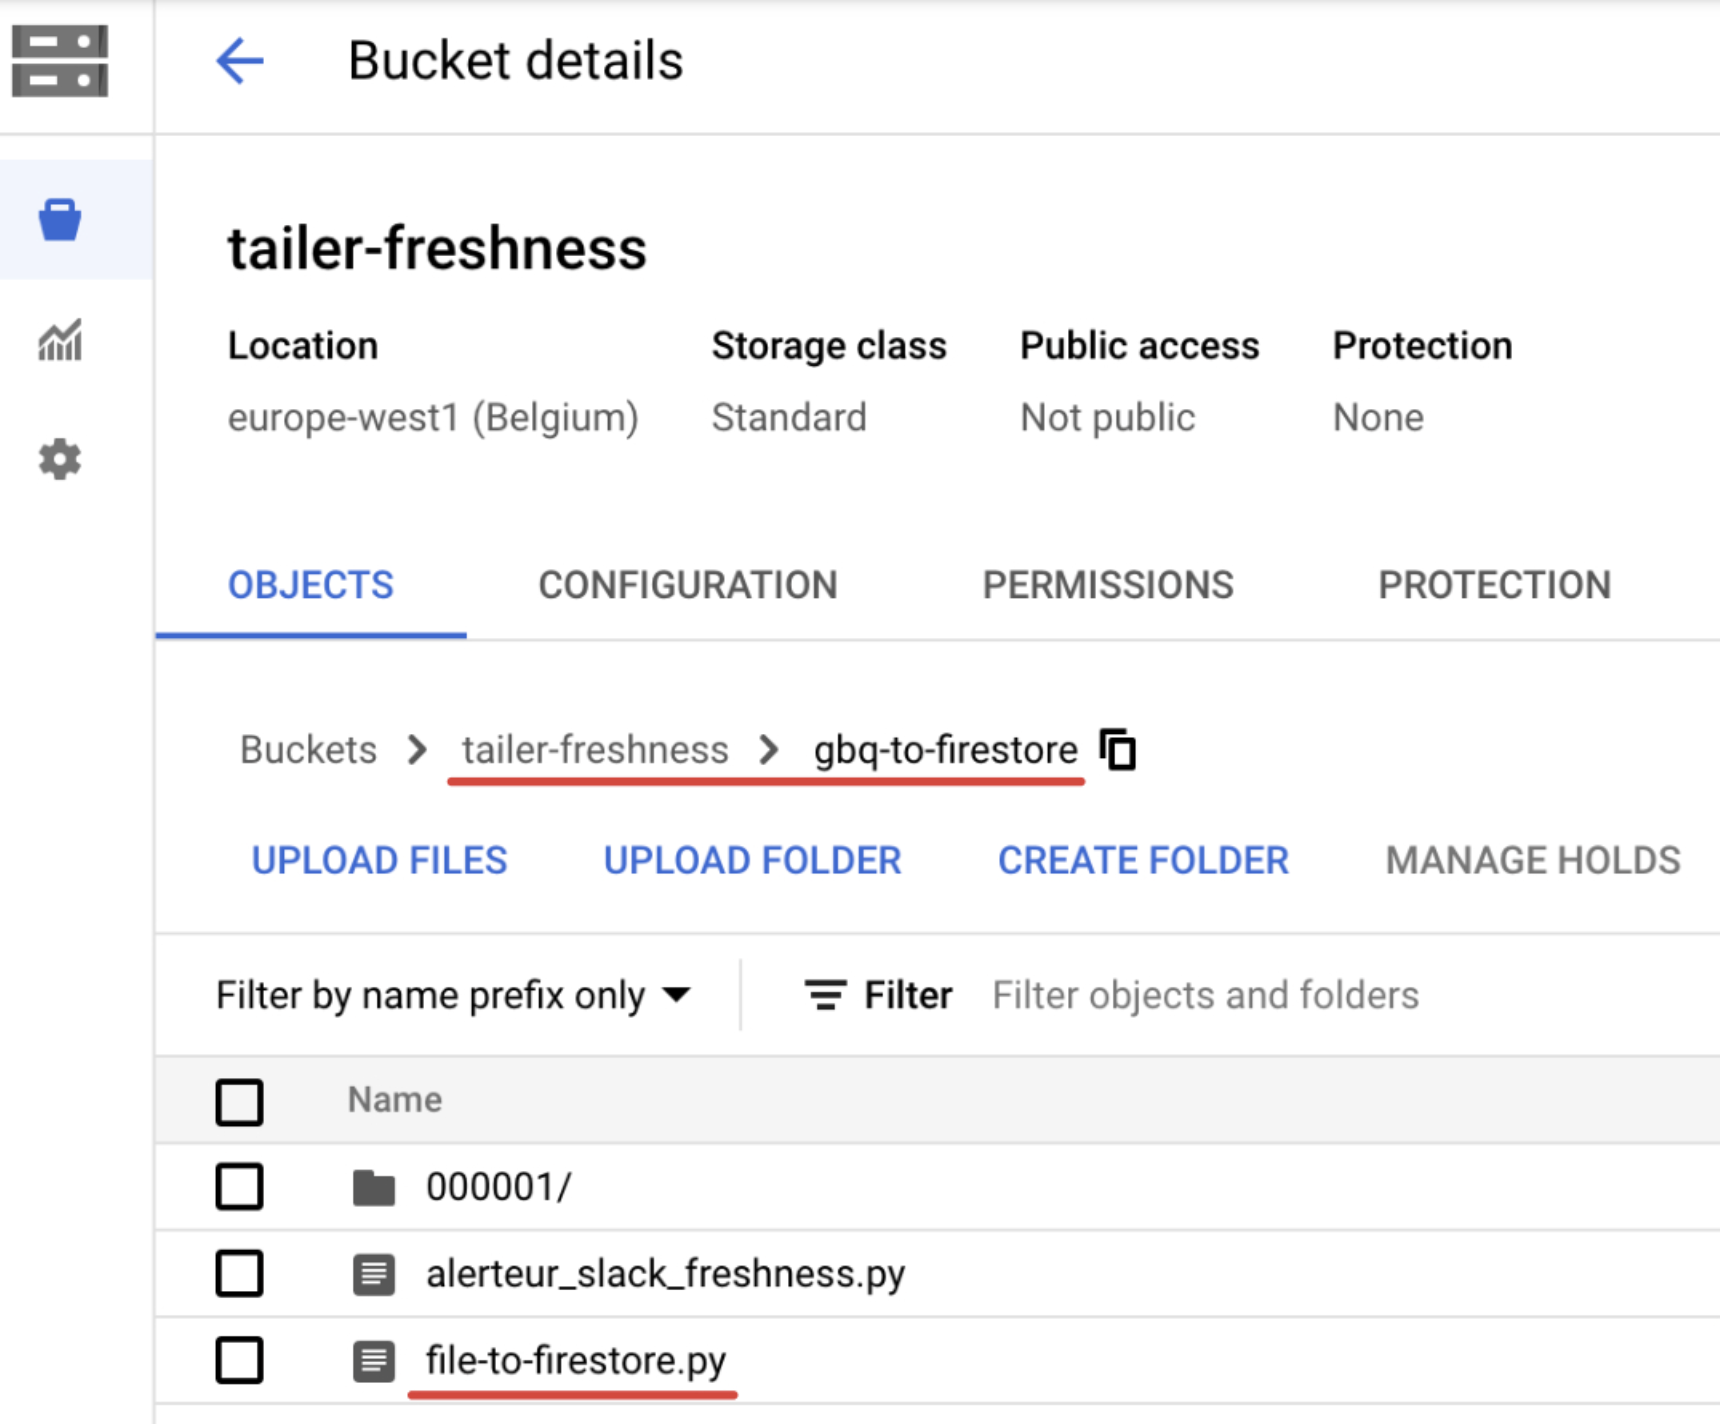 Bucket details
tailer-freshness
Location Storage class Public access Protection
europe-west1 (Belgium) Standard Not public None
OBJECTS CONFIGURATION PERMISSIONS PROTECTION
Buckets tailer-freshness gbq-to-firestore
UPLOAD FILES UPLOAD FOLDER CREATE FOLDER MANAGE HOLDS
Filter by name prefix only Filter Filter objects and folders
Name
000001/
alerteur_slack_freshness.py
file-to-firestore.py